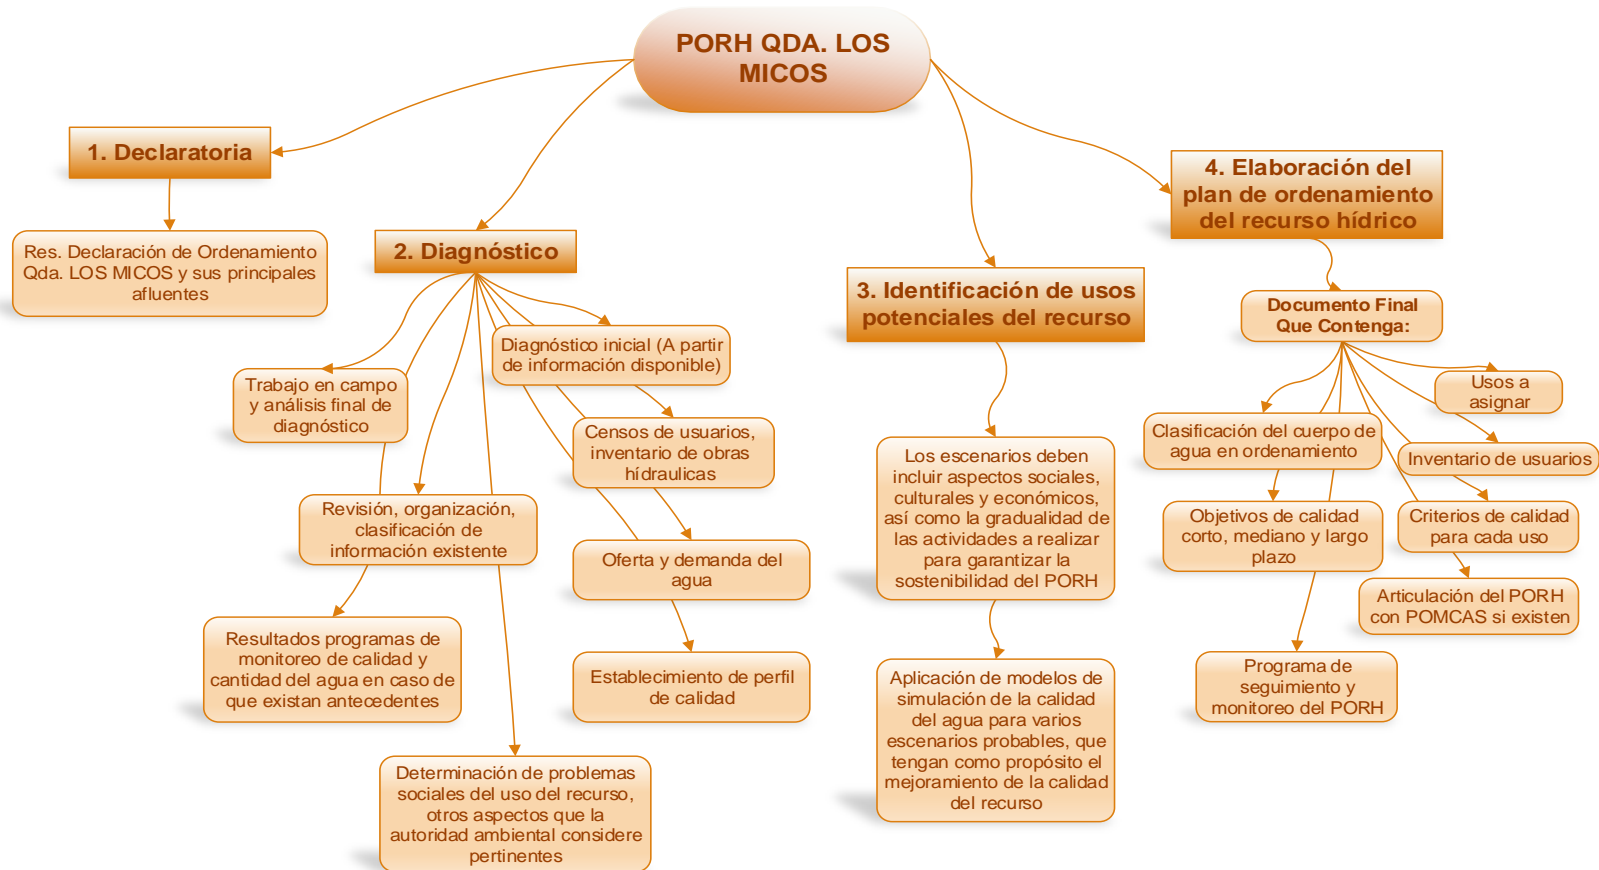 PORH QDA. LOS
MICOS
1. Declaratoria
Res. Declaración de Ordenamiento
Qda. LOS MICOS y sus principales
afluentes
2. Diagnóstico
Diagnóstico inicial (A partir
de información disponible)
Trabajo en campo
y análisis final de
diagnóstico
Censos de usuarios,
inventario de obras
hídraulicas
Revisión, organización,
clasificación de
información existente
Oferta y demanda del
agua
Resultados programas de
monitoreo de calidad y
cantidad del agua en caso de
que existan antecedentes
Establecimiento de perfil
de calidad
Determinación de problemas
sociales del uso del recurso,
otros aspectos que la
autoridad ambiental considere
pertinentes
3. Identificación de usos
potenciales del recurso
Los escenarios deben
incluir aspectos sociales,
culturales y económicos,
así como la gradualidad de
las actividades a realizar
para garantizar la
sostenibilidad del PORH
Aplicación de modelos de
simulación de la calidad
del agua para varios
escenarios probables, que
tengan como propósito el
mejoramiento de la calidad
del recurso
4. Elaboración del
plan de ordenamiento
del recurso hídrico
Documento Final
Que Contenga:
Usos a
asignar
Clasificación del cuerpo de
agua en ordenamiento
Inventario de usuarios
Objetivos de calidad
corto, mediano y largo
plazo
Criterios de calidad
para cada uso
Articulación del PORH
con POMCAS si existen
Programa de
seguimiento y
monitoreo del PORH